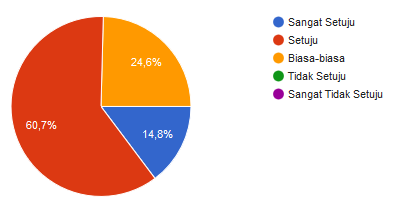 Sangat Setuju
Setuju
Biasa-biasa
Tidak Setuju
Sangat Tidak Setuju
24,6%
60,7%
14,8%